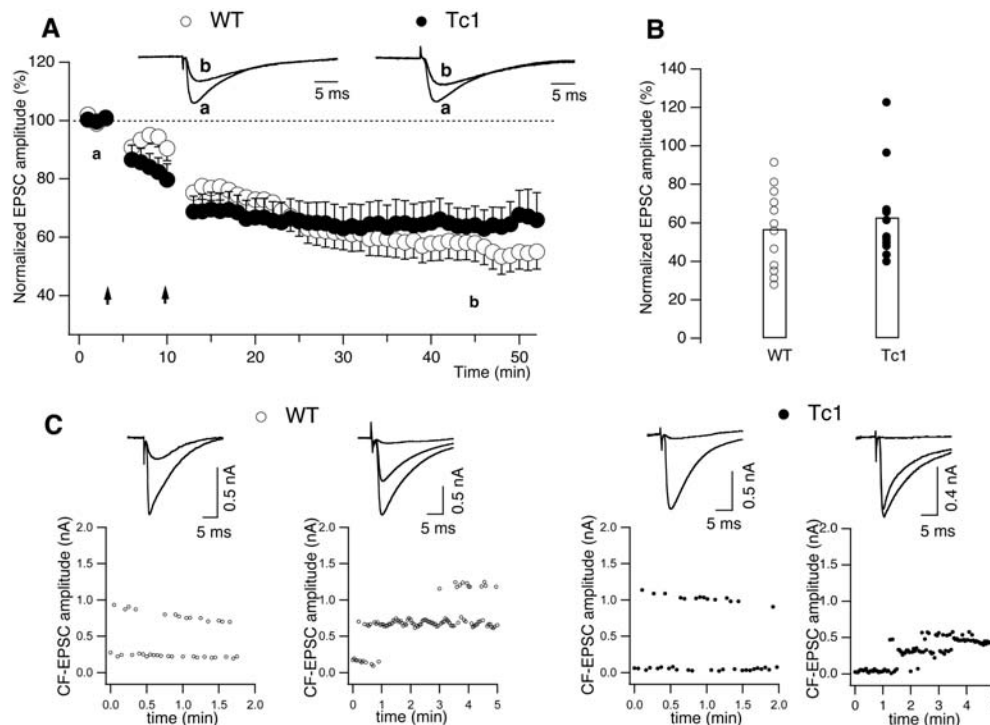 A
WT
Tc1
B
Normalized EPSC amplitude (%)
120
100
80
60
40
a
b
a
b
5 ms
b
a
5 ms
b
0
10
20
30
40
50
Time (min)
Normalized EPSC amplitude (%)
140
120
100
80
60
40
20
0
WT
Tc1
C
WT
Tc1
0.5 nA
5 ms
0.5 nA
5 ms
0.5 nA
5 ms
0.4 nA
5 ms
CF-EPSC amplitude (nA)
2.0
1.5
1.0
0.5
0.0
0.0 0.5 1.0 1.5 2.0
time (min)
CF-EPSC amplitude (nA)
2.0
1.5
1.0
0.5
0.0
0 1 2 3 4 5
time (min)
CF-EPSC amplitude (nA)
2.0
1.5
1.0
0.5
0.0
0.0 0.5 1.0 1.5 2.0
time (min)
CF-EPSC amplitude (nA)
2.0
1.5
1.0
0.5
0.0
0 1 2 3 4
time (min)